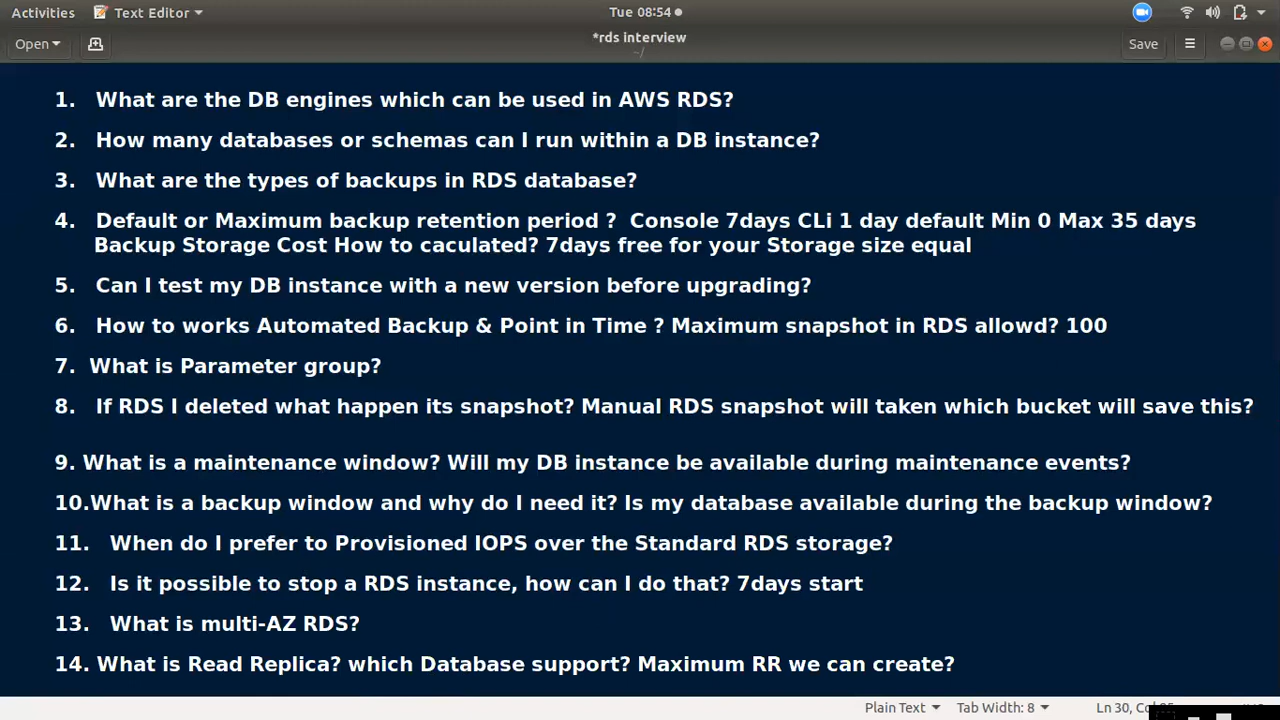 Activities Text Editor Tue 08:54
Open *rds interview Save
~/
1. What are the DB engines which can be used in AWS RDS?
2. How many databases or schemas can I run within a DB instance?
3. What are the types of backups in RDS database?
4. Default or Maximum backup retention period ? Console 7days CLi 1 day default Min 0 Max 35 days
Backup Storage Cost How to caculated? 7days free for your Storage size equal
5. Can I test my DB instance with a new version before upgrading?
6. How to works Automated Backup & Point in Time ? Maximum snapshot in RDS allowd? 100
7. What is Parameter group?
8. If RDS I deleted what happen its snapshot? Manual RDS snapshot will taken which bucket will save this?
9. What is a maintenance window? Will my DB instance be available during maintenance events?
10.What is a backup window and why do I need it? Is my database available during the backup window?
11. When do I prefer to Provisioned IOPS over the Standard RDS storage?
12. Is it possible to stop a RDS instance, how can I do that? 7days start
13. What is multi-AZ RDS?
14. What is Read Replica? which Database support? Maximum RR we can create?
Plain Text Tab Width: 8 Ln 30,